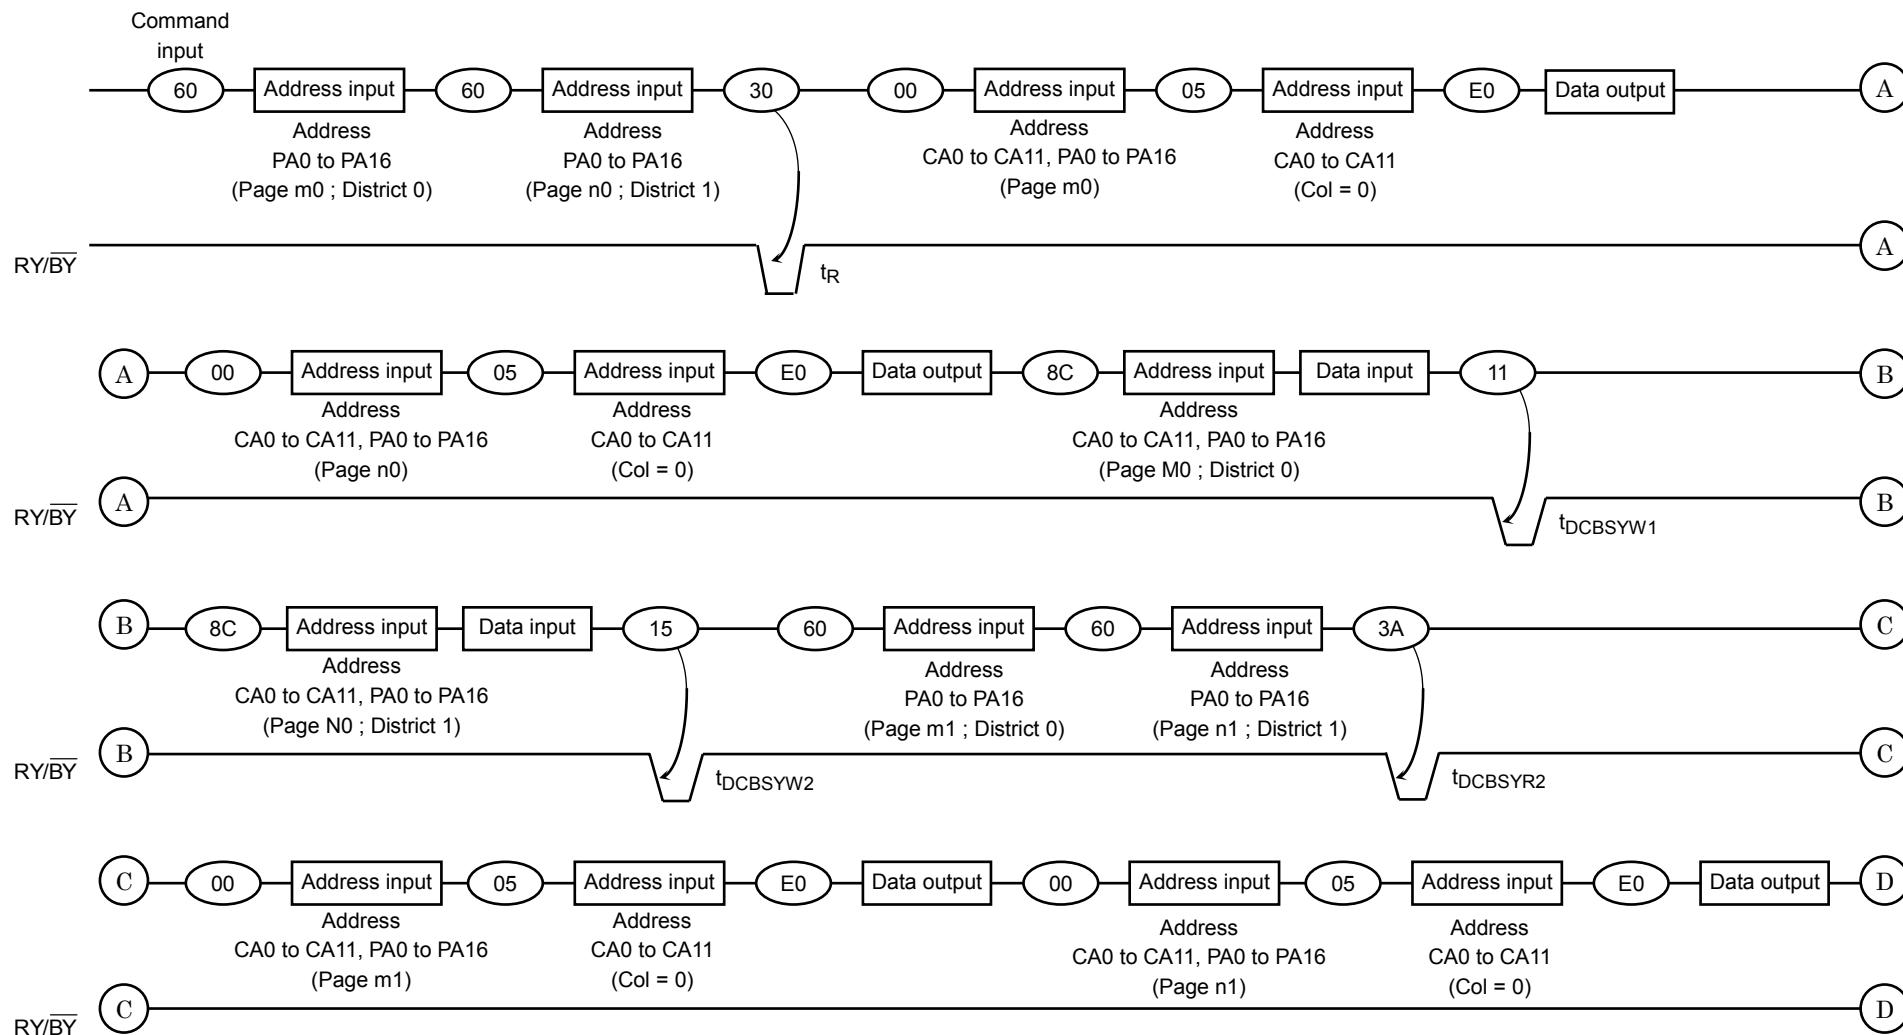 Command
input
60 Address input 60 Address input 30 00 Address input 05 Address input E0 Data output A
Address Address Address Address
PA0 to PA16 PA0 to PA16 CA0 to CA11, PA0 to PA16 CA0 to CA11
(Page m0 ; District 0) (Page n0 ; District 1) (Page m0) (Col = 0)
RY/B̅Y̅ A
tR
A 00 Address input 05 Address input E0 Data output 8C Address input Data input 11 B
Address Address Address
CA0 to CA11, PA0 to PA16 CA0 to CA11 CA0 to CA11, PA0 to PA16
(Page n0) (Col = 0) (Page M0 ; District 0)
RY/B̅Y̅ A B
tDCBSYW1
B 8C Address input Data input 15 60 Address input 60 Address input 3A C
Address Address Address
CA0 to CA11, PA0 to PA16 PA0 to PA16 PA0 to PA16
(Page N0 ; District 1) (Page m1 ; District 0) (Page n1 ; District 1)
RY/B̅Y̅ B C
tDCBSYW2 tDCBSYR2
C 00 Address input 05 Address input E0 Data output 00 Address input 05 Address input E0 Data output D
Address Address Address Address
CA0 to CA11, PA0 to PA16 CA0 to CA11 CA0 to CA11, PA0 to PA16 CA0 to CA11
(Page m1) (Col = 0) (Page n1) (Col = 0)
RY/B̅Y̅ C D